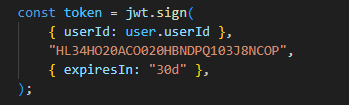 const token = jwt.sign(
{ userId: user.userId },
"HL34HO20ACO020HBNDPQ103J8NCOP",
{ expiresIn: "30d" },
);